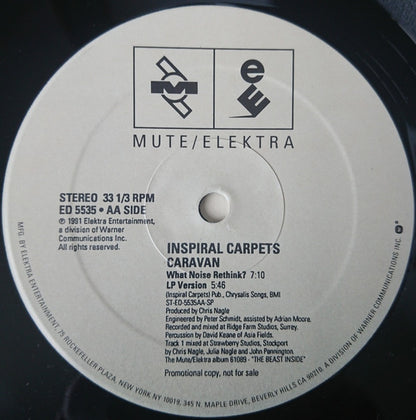 MUTE/ELEKTRA
STEREO 33 1/3 RPM
ED 5535 • AA SIDE
℗ 1991 Elektra Entertainment,
a division of Warner
Communications Inc.
All rights reserved.
INSPIRAL CARPETS
CARAVAN
What Noise Rethink? 7:10
LP Version 5:46
(Inspiral Carpets) Pub., Chrysalis Songs, BMI
ST-ED-5535AA-SP
Produced by Chris Nagle
Engineered by Peter Schmidt, assisted by Adrian Moore.
Recorded and mixed at Ridge Farm Studios, Surrey.
Percussion by David Keane of Asia Fields.
Track 1 mixed at Strawberry Studios, Stockport
by Chris Nagle, Julia Nagle and John Pennington.
The Mute/Elektra album 61089 - "THE BEAST INSIDE"
Promotional copy, not for sale
MFG. BY ELEKTRA ENTERTAINMENT, 75 ROCKEFELLER PLAZA, NEW YORK NY 10019, 345 N. MAPLE DRIVE, BEVERLY HILLS CA 90210. A DIVISION OF WARNER COMMUNICATIONS INC.